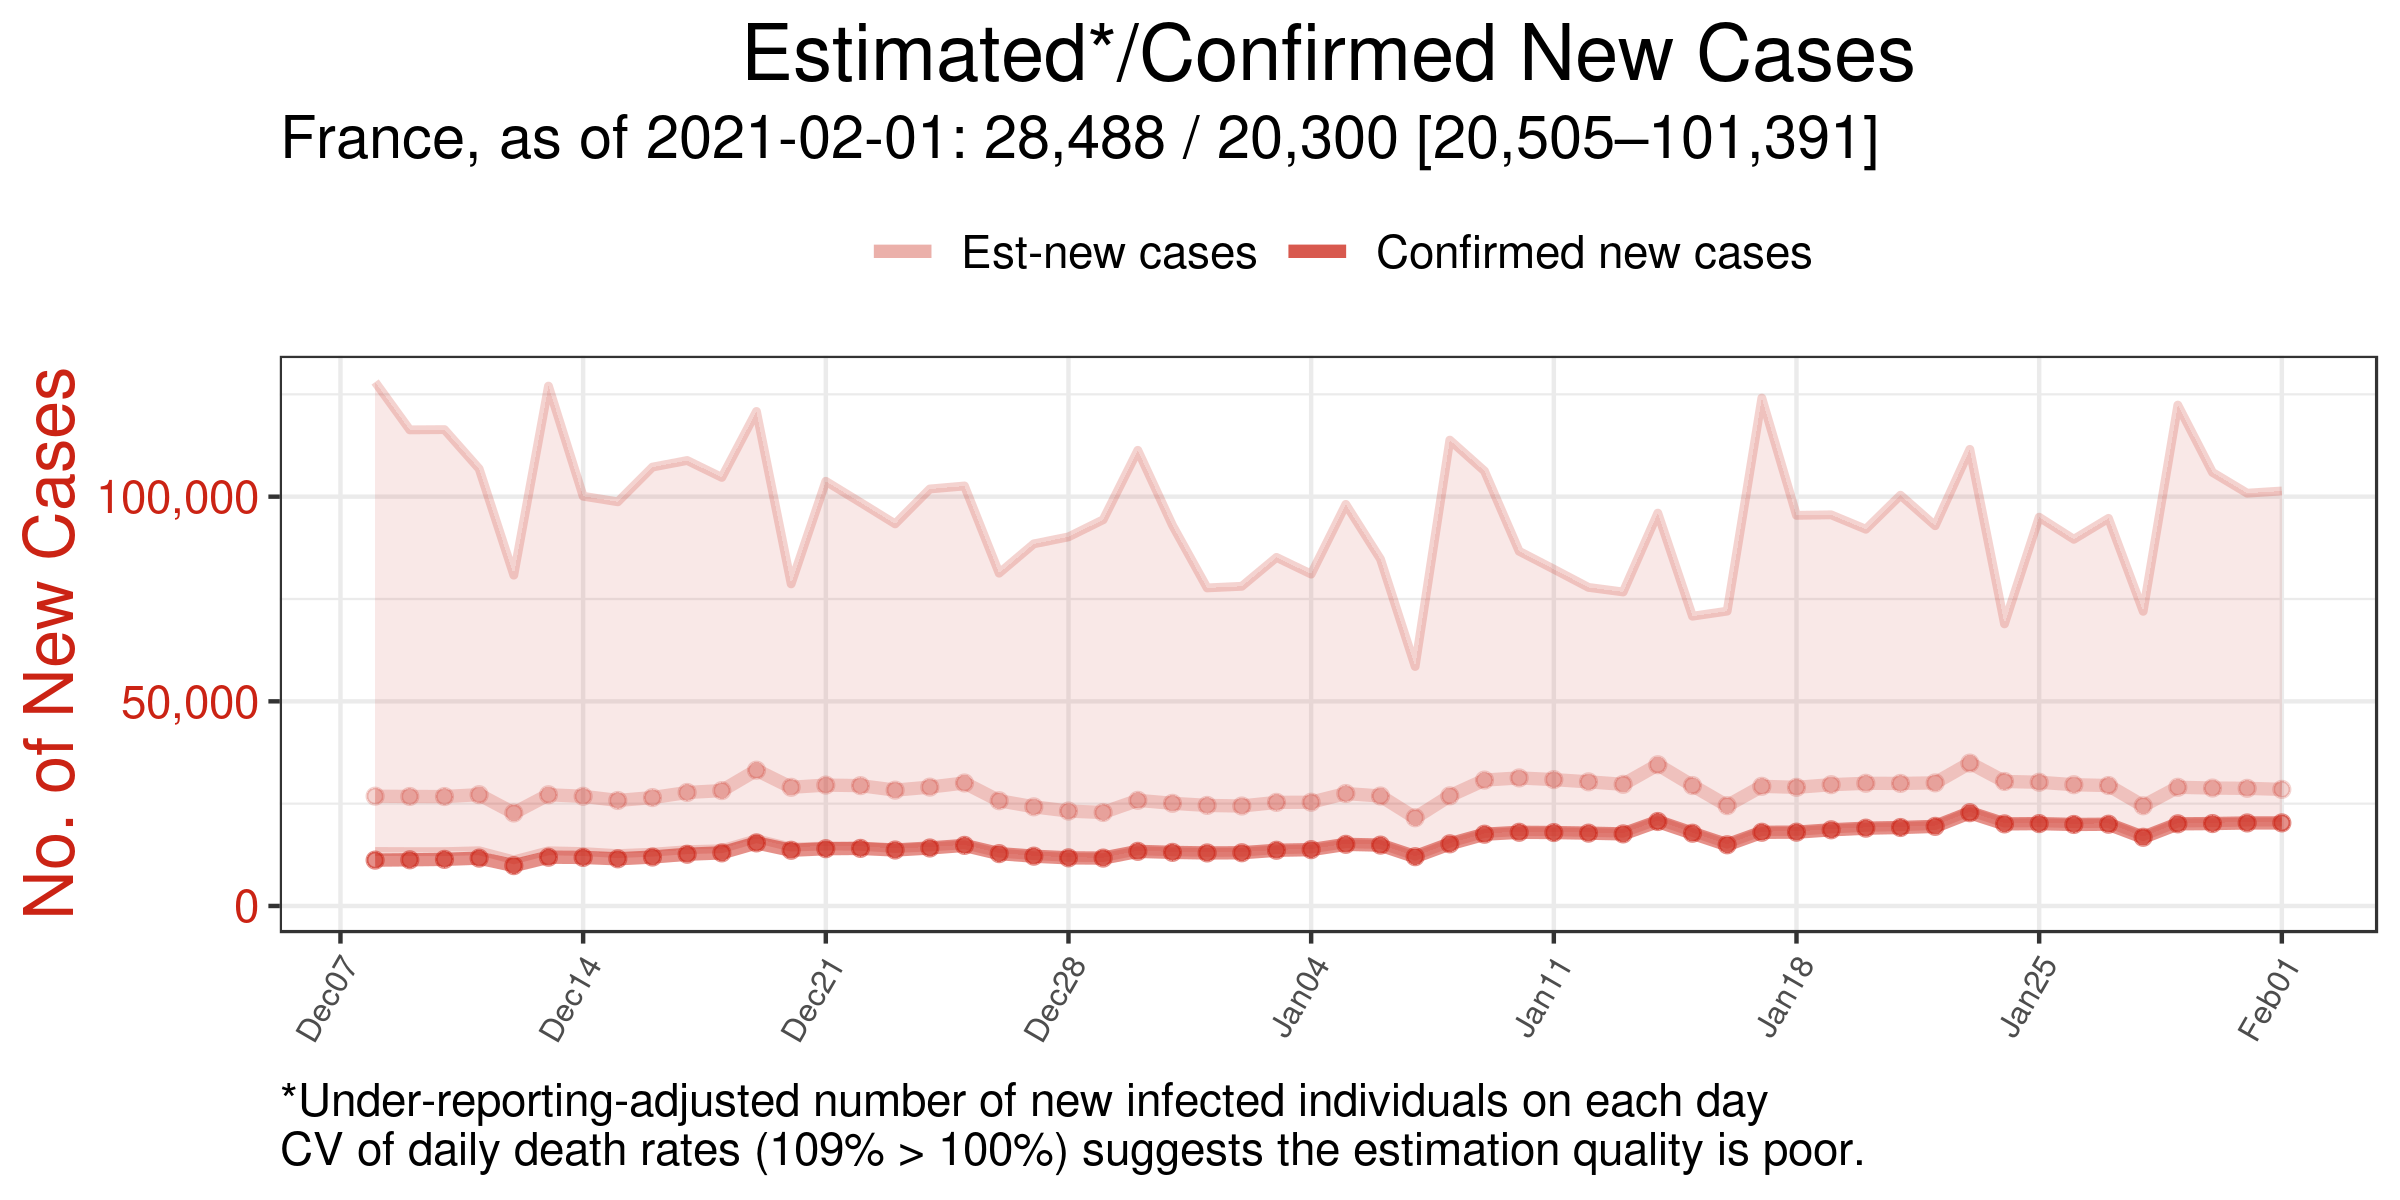 Estimated*/Confirmed New Cases
France, as of 2021-02-01: 28,488 / 20,300 [20,505–101,391]
Est-new cases
Confirmed new cases
No. of New Cases
100,000
50,000
0
Dec07
Dec14
Dec21
Dec28
Jan04
Jan11
Jan18
Jan25
Feb01
*Under-reporting-adjusted number of new infected individuals on each day
CV of daily death rates (109% > 100%) suggests the estimation quality is poor.